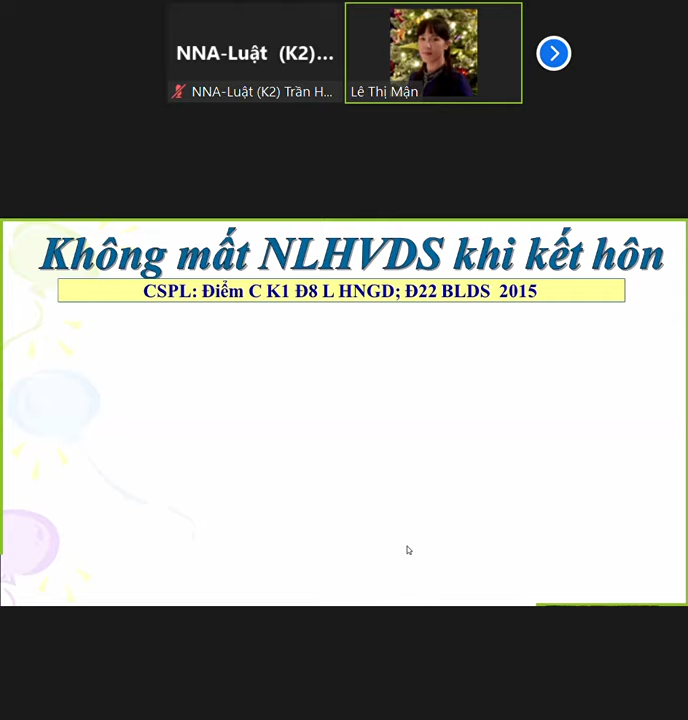 NNA-Luật (K2)...
NNA-Luật (K2) Trần H...
Lê Thị Mận
Không mất NLHVDS khi kết hôn
CSPL: Điểm C K1 Đ8 L HNGD; Đ22 BLDS 2015